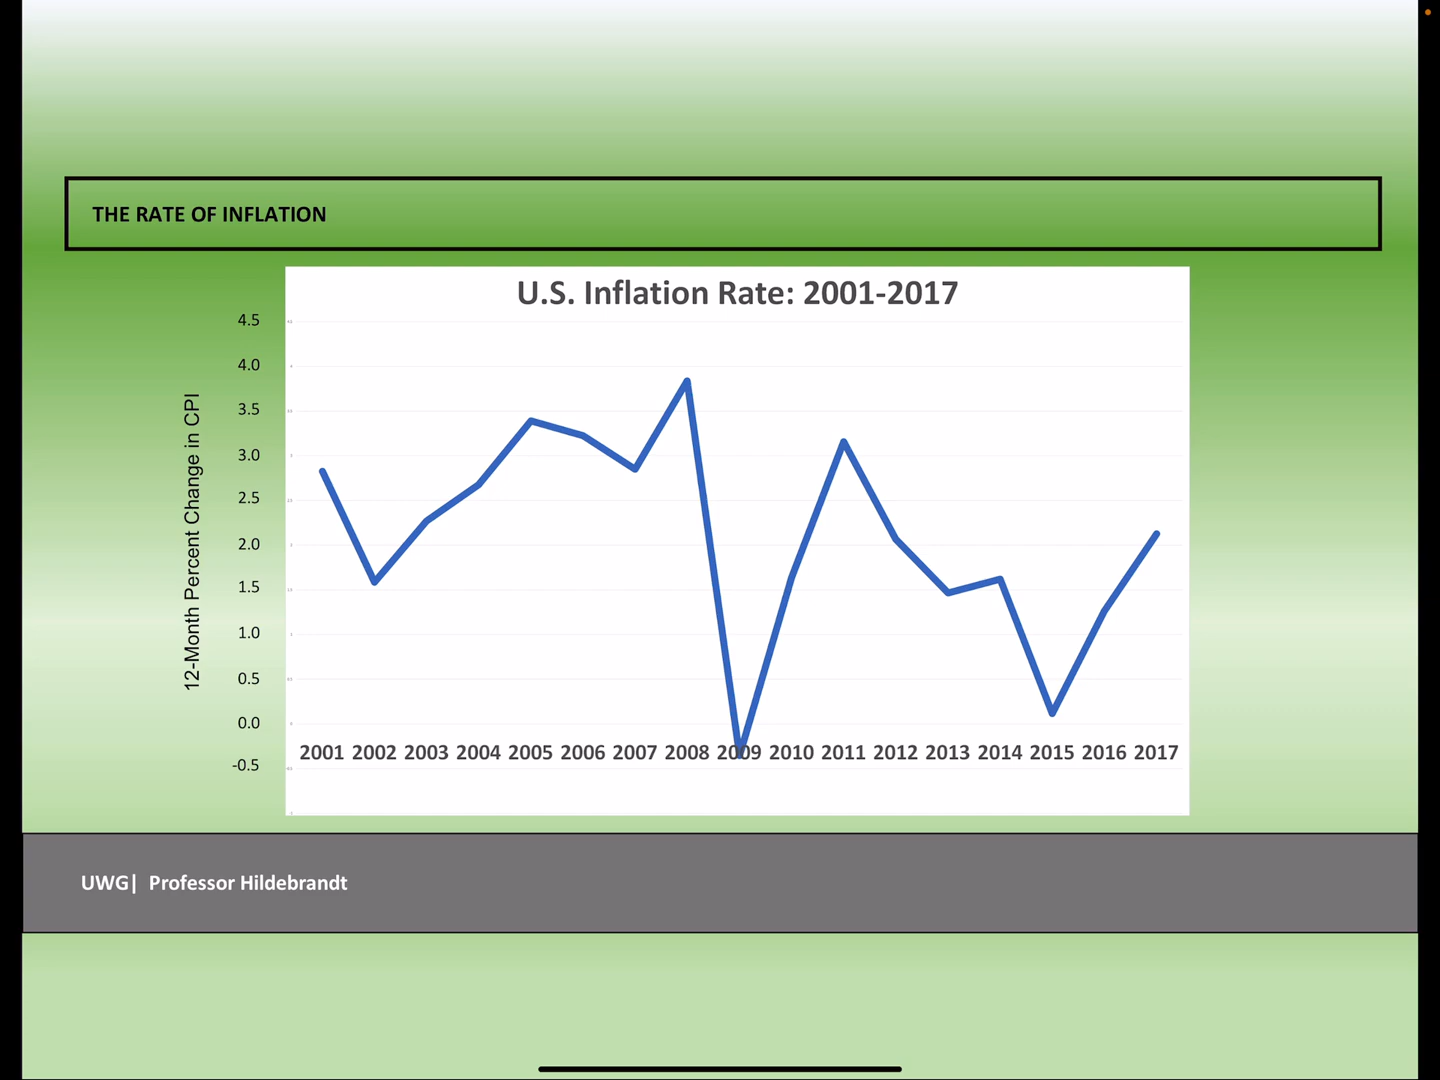 THE RATE OF INFLATION
U.S. Inflation Rate: 2001-2017
12-Month Percent Change in CPI
4.5
4.0
3.5
3.0
2.5
2.0
1.5
1.0
0.5
0.0
-0.5
2001 2002 2003 2004 2005 2006 2007 2008 2009 2010 2011 2012 2013 2014 2015 2016 2017
UWG| Professor Hildebrandt